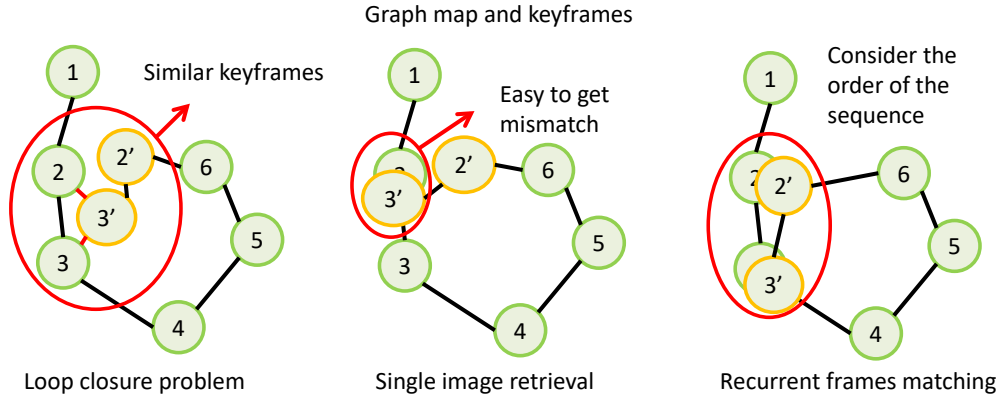 Graph map and keyframes
1
Similar keyframes
2
2'
6
3'
3
5
4
Loop closure problem
1
Easy to get
mismatch
2'
6
3'
3
5
4
Single image retrieval
1
Consider the
order of the
sequence
2
2'
6
3'
5
4
Recurrent frames matching